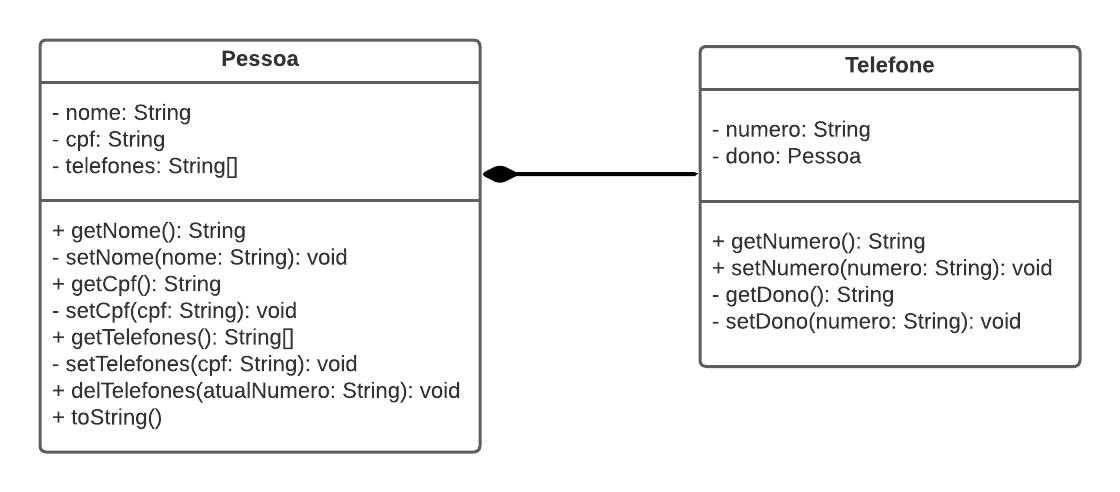 Pessoa
- nome: String
- cpf: String
- telefones: String[]
+ getNome(): String
- setNome(nome: String): void
+ getCpf(): String
- setCpf(cpf: String): void
+ getTelefones(): String[]
- setTelefones(cpf: String): void
+ delTelefones(atualNumero: String): void
+ toString()
Telefone
- numero: String
- dono: Pessoa
+ getNumero(): String
+ setNumero(numero: String): void
- getDono(): String
- setDono(numero: String): void